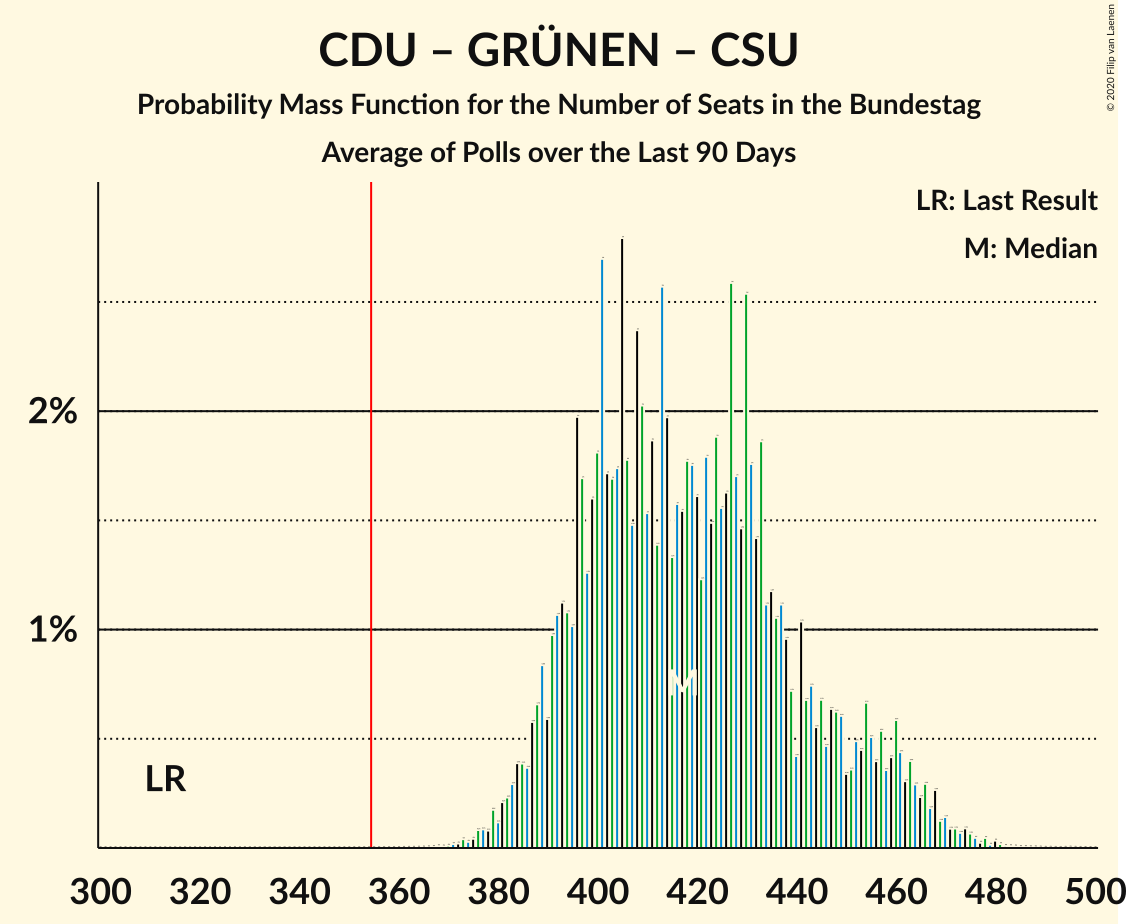 CDU – GRÜNEN – CSU
Probability Mass Function for the Number of Seats in the Bundestag
Average of Polls over the Last 90 Days
© 2020 Filip van Laenen
LR: Last Result
M: Median
2%
1%
M
LR
300 320 340 360 380 400 420 440 460 480 500